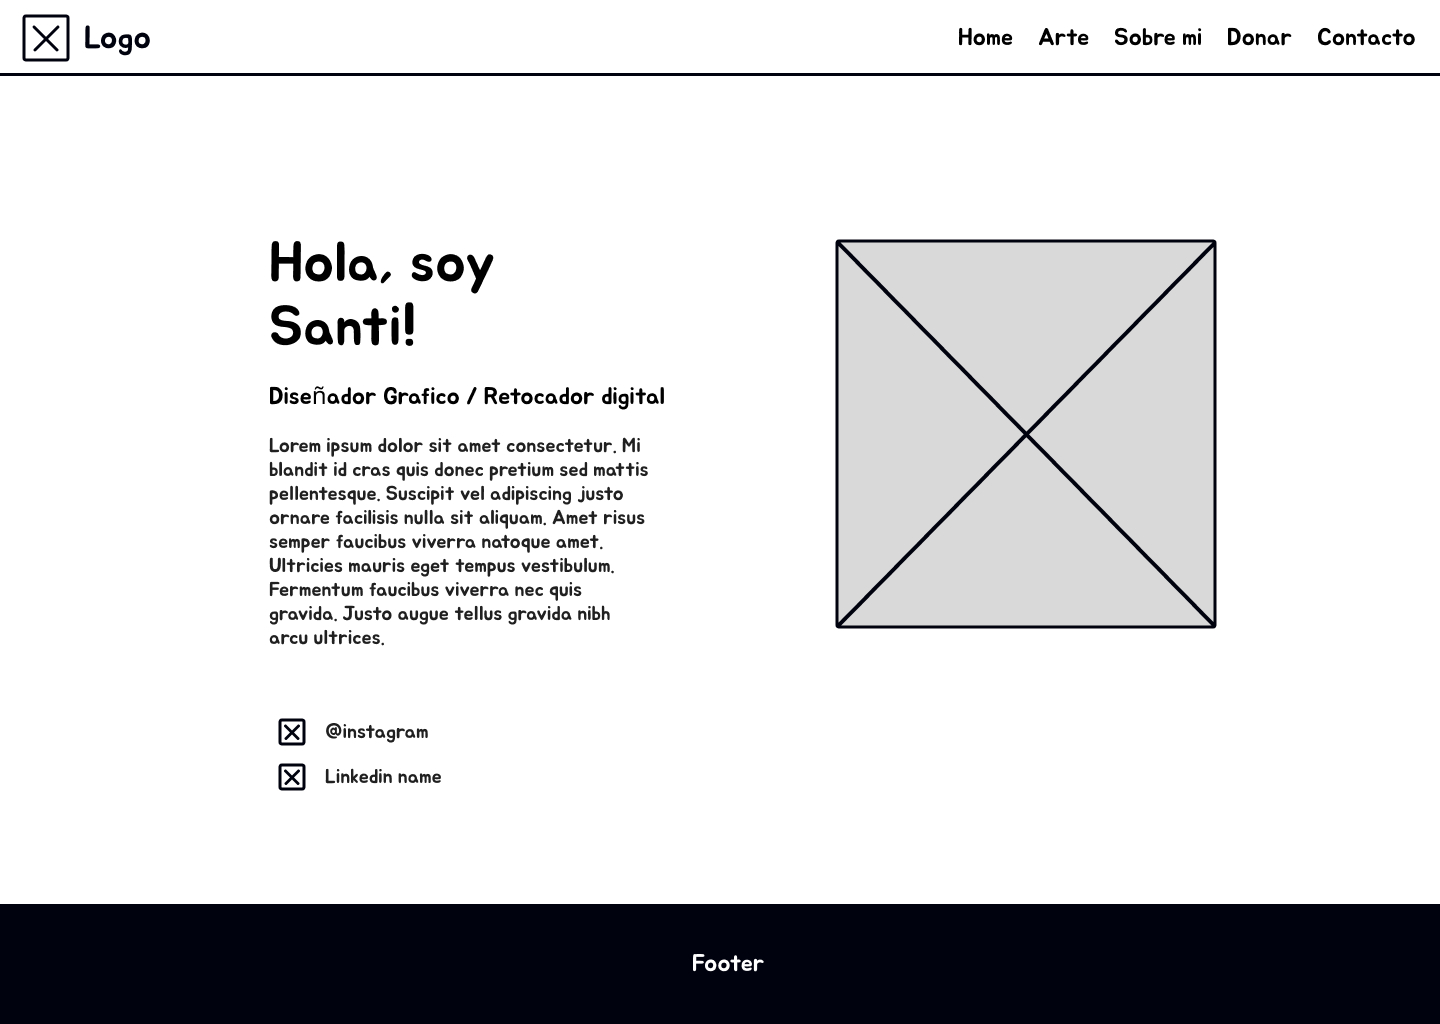 Logo
Home Arte Sobre mi Donar Contacto
Hola, soy
Santi!
Diseñador Grafico / Retocador digital
Lorem ipsum dolor sit amet consectetur. Mi
blandit id cras quis donec pretium sed mattis
pellentesque. Suscipit vel adipiscing justo
ornare facilisis nulla sit aliquam. Amet risus
semper faucibus viverra natoque amet.
Ultricies mauris eget tempus vestibulum.
Fermentum faucibus viverra nec quis
gravida. Justo augue tellus gravida nibh
arcu ultrices.
@instagram
Linkedin name
Footer